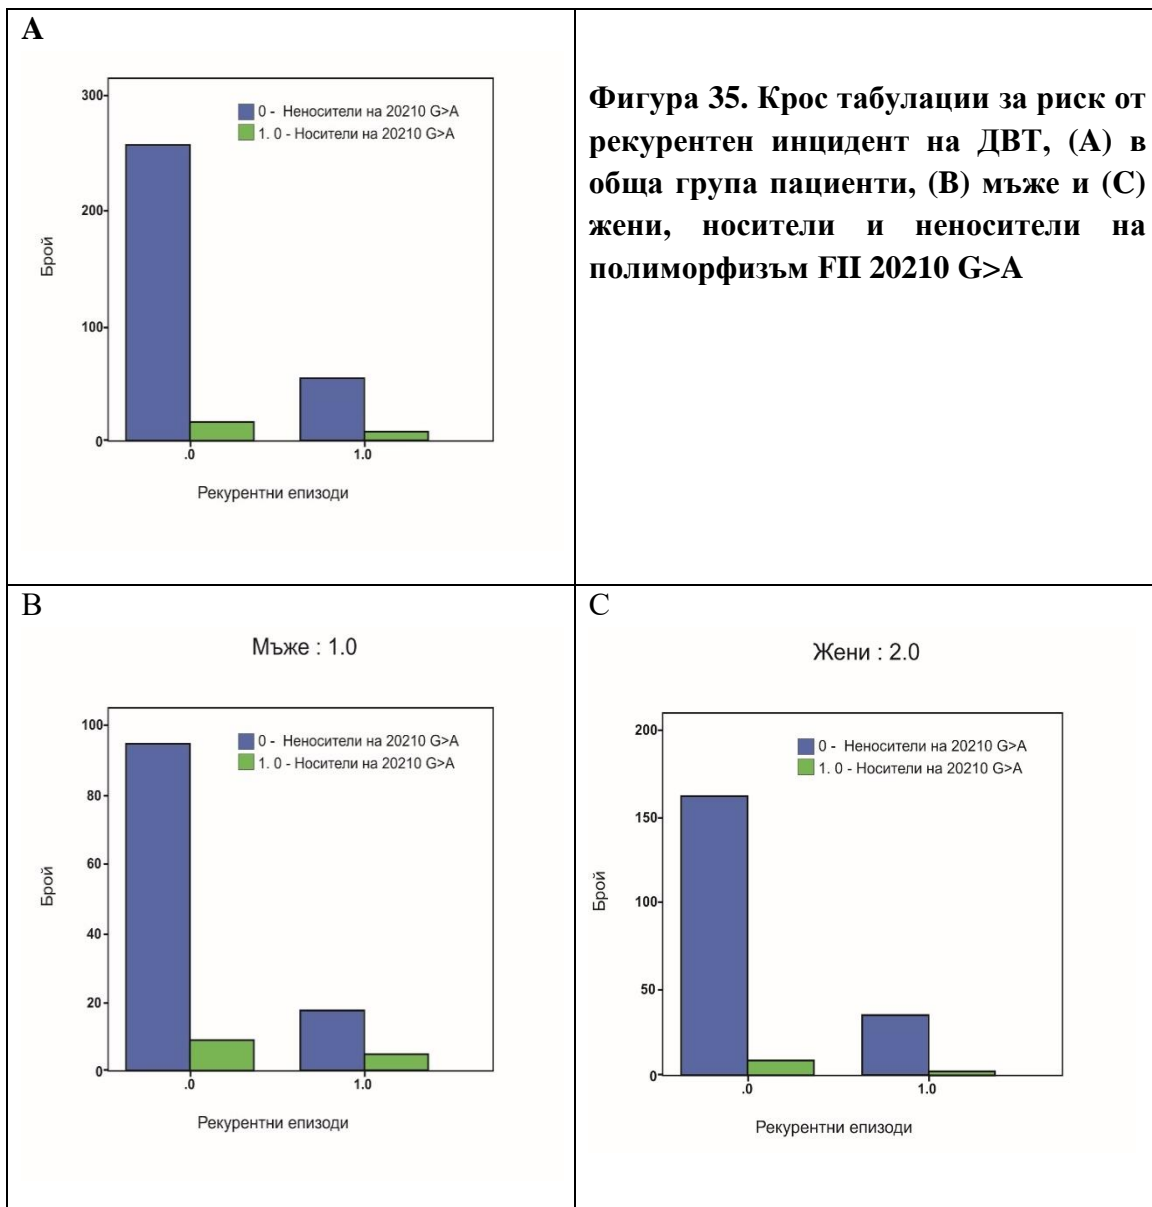 A
300
200
100
0
Брой
0 - Неносители на 20210 G>A
1. 0 - Носители на 20210 G>A
.0
1.0
Рекурентни епизоди
Фигура 35. Крос табулации за риск от
рекурентен инцидент на ДВТ, (А) в
обща група пациенти, (В) мъже и (С)
жени, носители и неносители на
полиморфизъм FII 20210 G>A
B
Мъже : 1.0
100
80
60
40
20
0
Брой
0 - Неносители на 20210 G>A
1. 0 - Носители на 20210 G>A
.0
1.0
Рекурентни епизоди
C
Жени : 2.0
200
150
100
50
0
Брой
0 - Неносители на 20210 G>A
1. 0 - Носители на 20210 G>A
.0
1.0
Рекурентни епизоди